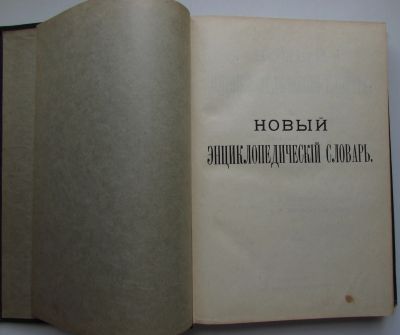 НОВЫЙ
ЭНЦИКЛОПЕДИЧЕСКІЙ СЛОВАРЬ.